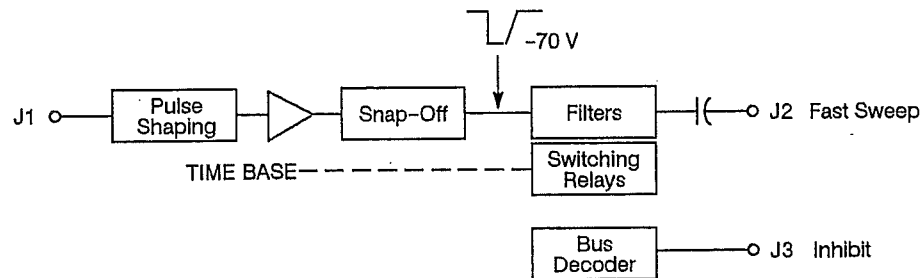 -70 V
J1
Pulse
Shaping
Snap-Off
Filters
J2 Fast Sweep
TIME BASE
Switching
Relays
Bus
Decoder
J3 Inhibit